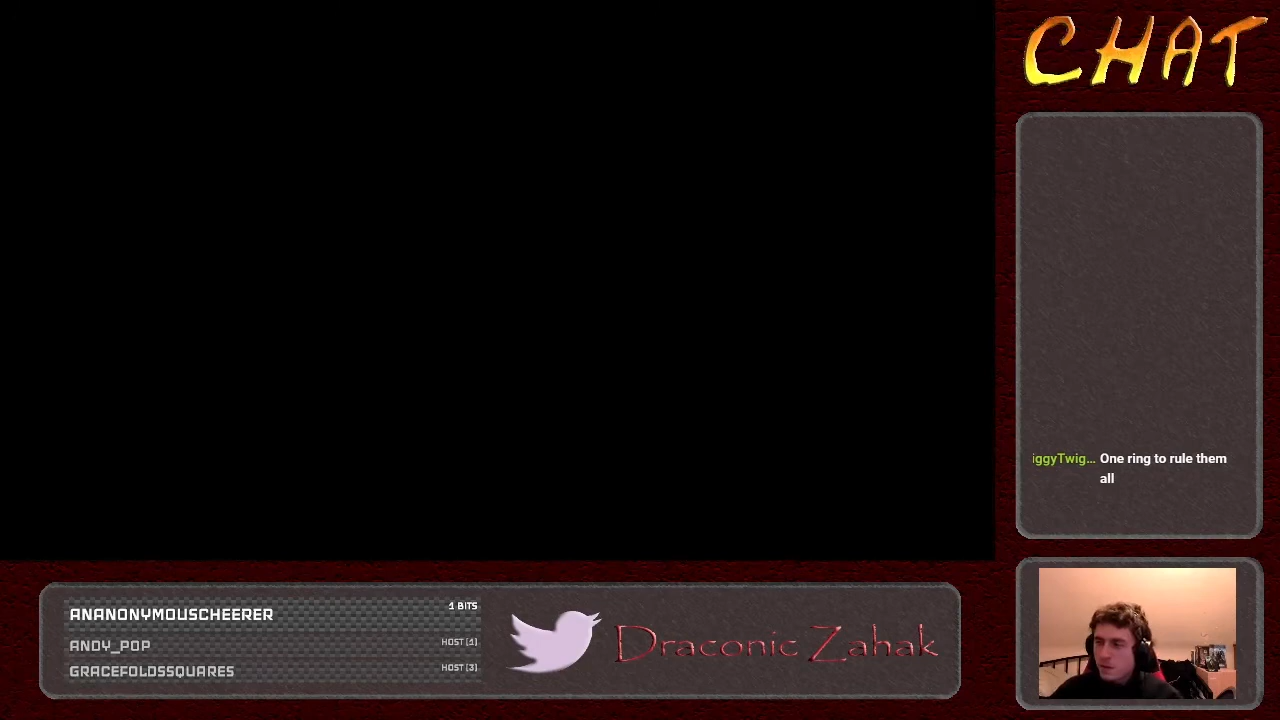 CHAT
iggyTwig… One ring to rule them
all
ANANONYMOUSCHEERER 1 BITS
ANDY_POP HOST [1]
GRACEFOLDSSQUARES HOST [3]
Draconic Zahak